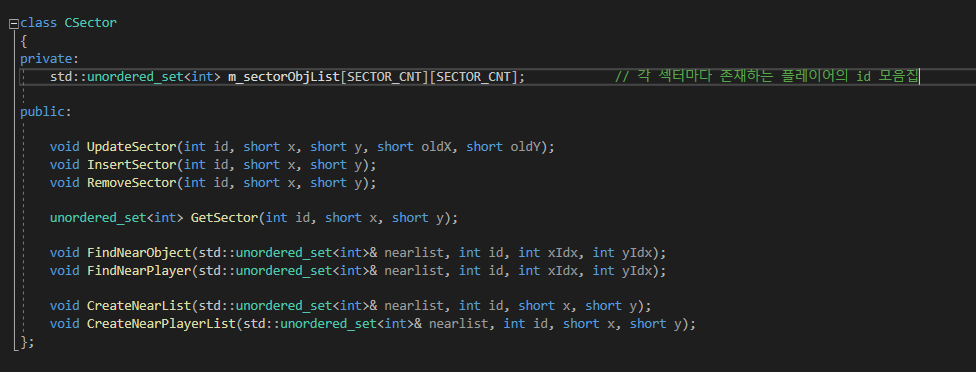 class CSector
{
private:
std::unordered_set<int> m_sectorObjList[SECTOR_CNT][SECTOR_CNT]; // 각 섹터마다 존재하는 플레이어의 id 모음집
public:
void UpdateSector(int id, short x, short y, short oldX, short oldY);
void InsertSector(int id, short x, short y);
void RemoveSector(int id, short x, short y);
unordered_set<int> GetSector(int id, short x, short y);
void FindNearObject(std::unordered_set<int>& nearlist, int id, int xIdx, int yIdx);
void FindNearPlayer(std::unordered_set<int>& nearlist, int id, int xIdx, int yIdx);
void CreateNearList(std::unordered_set<int>& nearlist, int id, short x, short y);
void CreateNearPlayerList(std::unordered_set<int>& nearlist, int id, short x, short y);
};